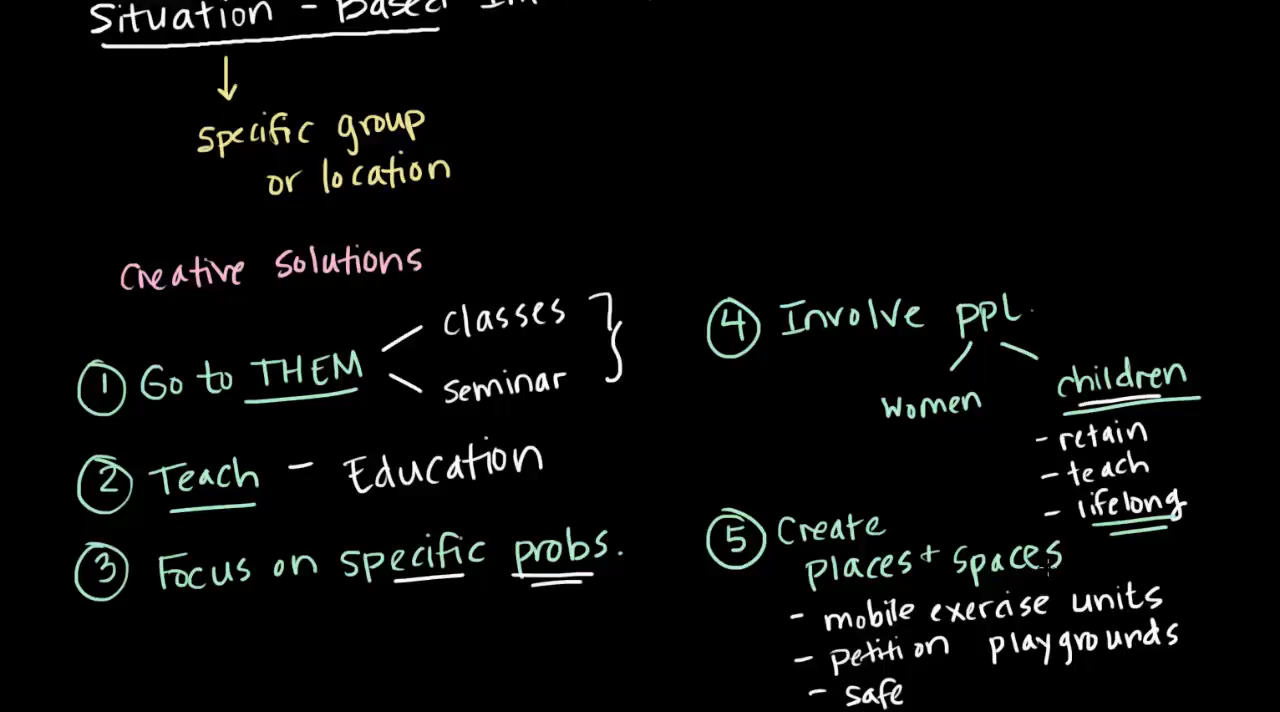 Situation - Based
↓
specific group
or location
Creative solutions
① Go to THEM
classes
seminar
② Teach - Education
③ Focus on specific probs.
④ Involve ppl.
women
children
- retain
- teach
- lifelong
⑤ Create
places + spaces
- mobile exercise units
- petition playgrounds
- safe